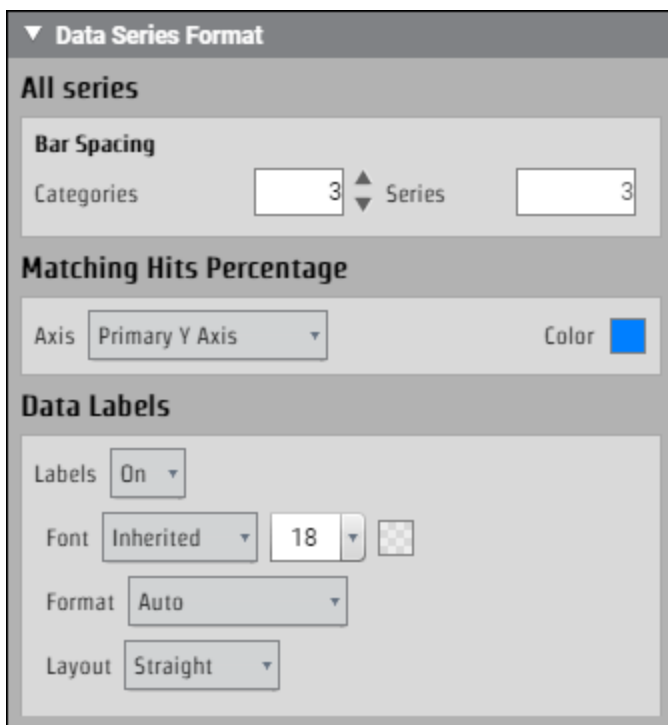 Data Series Format
All series
Bar Spacing
Categories 3 Series 3
Matching Hits Percentage
Axis Primary Y Axis Color
Data Labels
Labels On
Font Inherited 18
Format Auto
Layout Straight